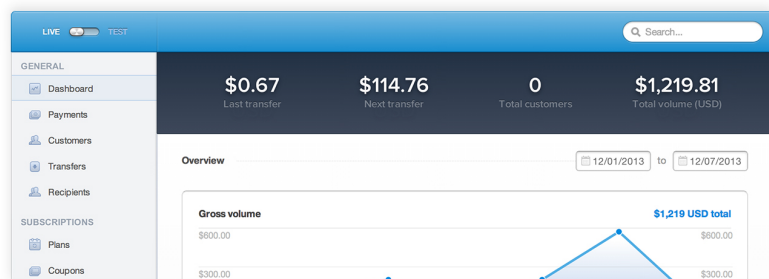 LIVE TEST
Search...
GENERAL
Dashboard
Payments
Customers
Transfers
Recipients
SUBSCRIPTIONS
Plans
Coupons
$0.67 $114.76 0 $1,219.81
Last transfer Next transfer Total customers Total volume (USD)
Overview 12/01/2013 to 12/07/2013
Gross volume $1,219 USD total
$600.00 $600.00
$300.00 $300.00